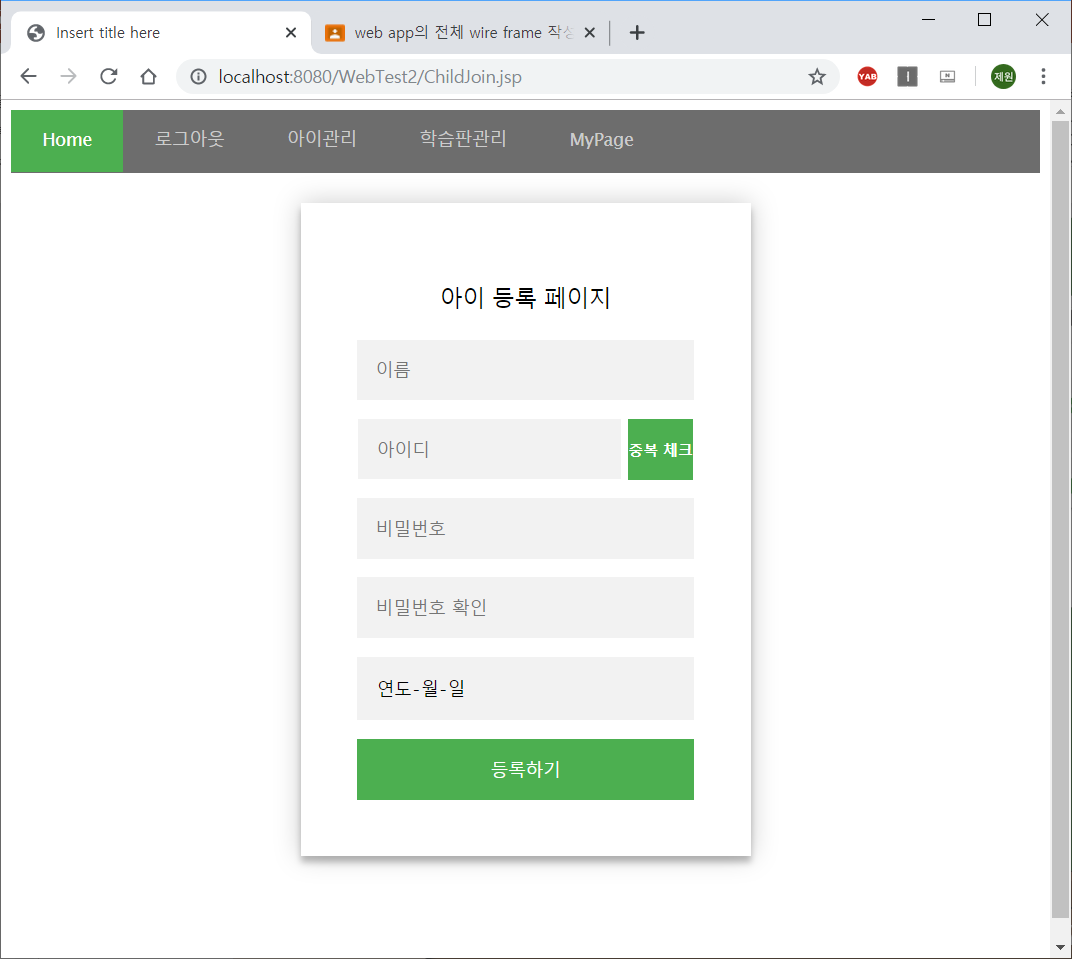 Insert title here
web app의 전체 wire frame 작성
localhost:8080/WebTest2/ChildJoin.jsp
YAB
제원
Home 로그아웃 아이관리 학습판관리 MyPage
아이 등록 페이지
이름
아이디
중복 체크
비밀번호
비밀번호 확인
연도-월-일
등록하기